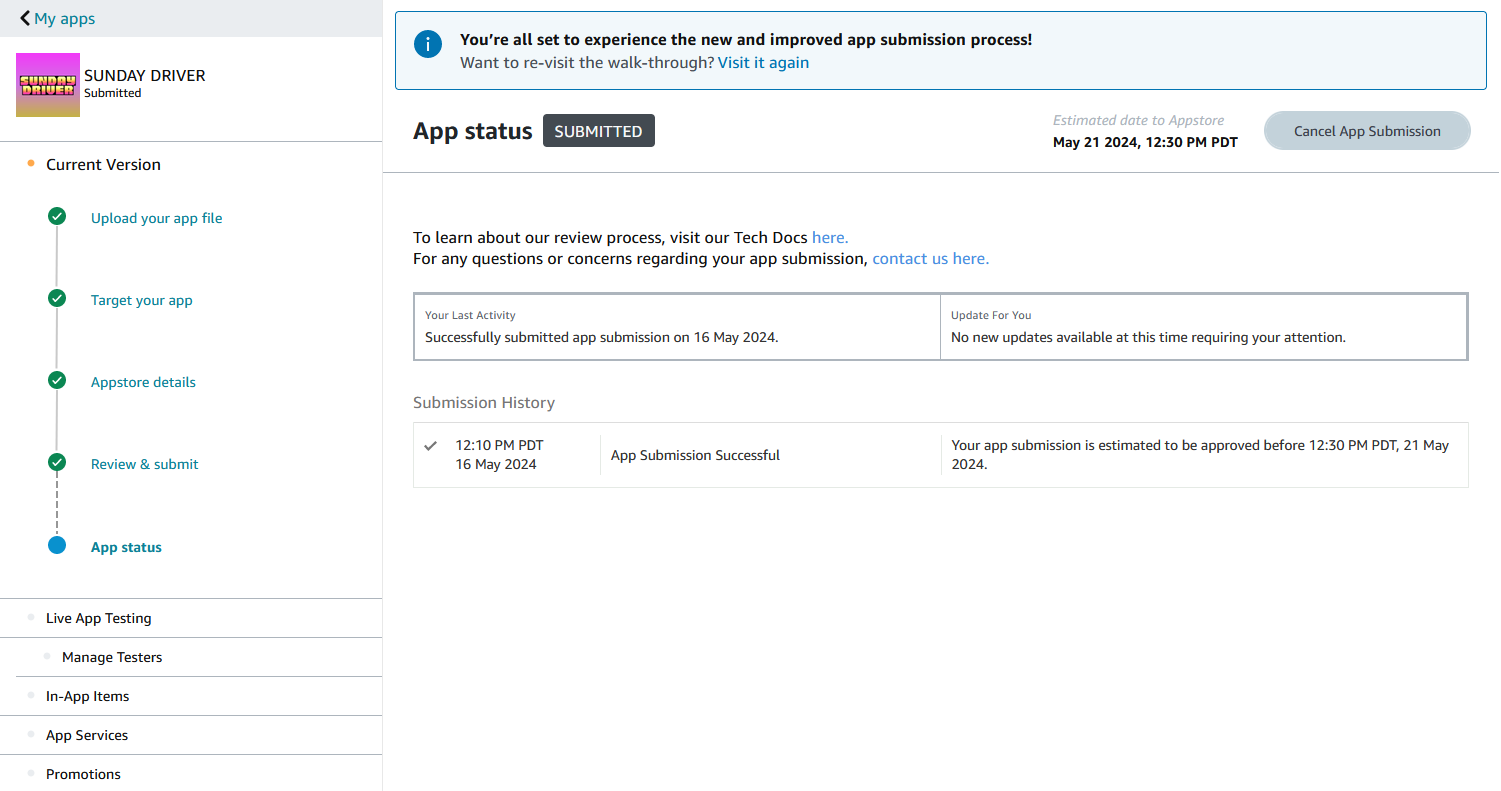 My apps
SUNDAY DRIVER
SUNDAY DRIVER
Submitted
Current Version
Upload your app file
Target your app
Appstore details
Review & submit
App status
Live App Testing
Manage Testers
In-App Items
App Services
Promotions
You're all set to experience the new and improved app submission process!
Want to re-visit the walk-through? Visit it again
App status SUBMITTED
Estimated date to Appstore
May 21 2024, 12:30 PM PDT
Cancel App Submission
To learn about our review process, visit our Tech Docs here.
For any questions or concerns regarding your app submission, contact us here.
Your Last Activity
Successfully submitted app submission on 16 May 2024.
Update For You
No new updates available at this time requiring your attention.
Submission History
12:10 PM PDT
16 May 2024
App Submission Successful
Your app submission is estimated to be approved before 12:30 PM PDT, 21 May
2024.